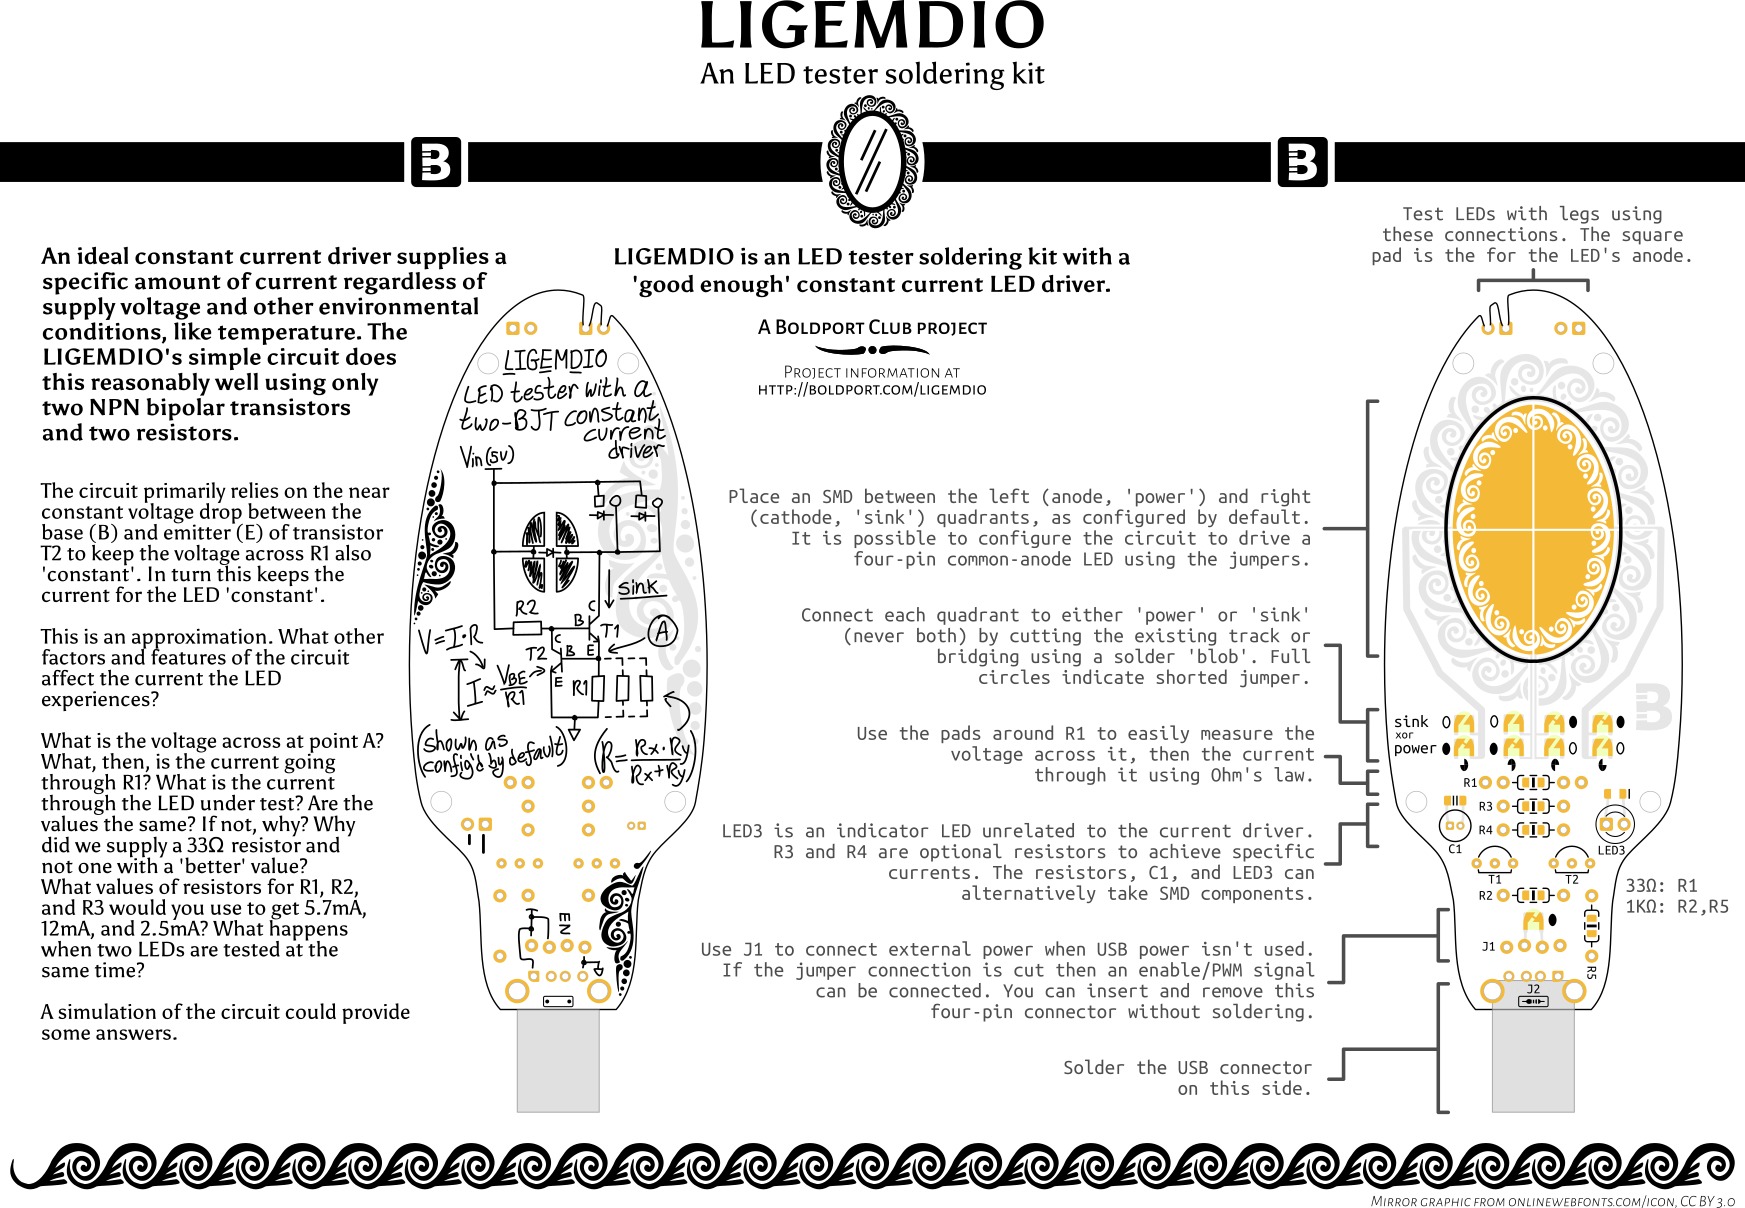 LIGEMDIO
An LED tester soldering kit
B
B
An ideal constant current driver supplies a
specific amount of current regardless of
supply voltage and other environmental
conditions, like temperature. The
LIGEMDIO's simple circuit does
this reasonably well using only
two NPN bipolar transistors
and two resistors.
The circuit primarily relies on the near
constant voltage drop between the
base (B) and emitter (E) of transistor
T2 to keep the voltage across R1 also
'constant'. In turn this keeps the
current for the LED 'constant'.
This is an approximation. What other
factors and features of the circuit
affect the current the LED
experiences?
What is the voltage across at point A?
What, then, is the current going
through R1? What is the current
through the LED under test? Are the
values the same? If not, why? Why
did we supply a 33Ω resistor and
not one with a 'better' value?
What values of resistors for R1, R2,
and R3 would you use to get 5.7mA,
12mA, and 2.5mA? What happens
when two LEDs are tested at the
same time?
A simulation of the circuit could provide
some answers.
LIGEMDIO
LED tester with a
two-BJT constant
current
driver
Vin(5V)
sink
R2
C
B
T1
A
V=I·R
C
T2
B
E
I≈VBE/R1
E
R1
(shown as
config'd by default)
(R=Rx·Ry/Rx+Ry)
EN
LIGEMDIO is an LED tester soldering kit with a
'good enough' constant current LED driver.
A Boldport Club project
Project information at
http://boldport.com/ligemdio
Test LEDs with legs using
these connections. The square
pad is the for the LED's anode.
Place an SMD between the left (anode, 'power') and right
(cathode, 'sink') quadrants, as configured by default.
It is possible to configure the circuit to drive a
four-pin common-anode LED using the jumpers.
Connect each quadrant to either 'power' or 'sink'
(never both) by cutting the existing track or
bridging using a solder 'blob'. Full
circles indicate shorted jumper.
Use the pads around R1 to easily measure the
voltage across it, then the current
through it using Ohm's law.
LED3 is an indicator LED unrelated to the current driver.
R3 and R4 are optional resistors to achieve specific
currents. The resistors, C1, and LED3 can
alternatively take SMD components.
Use J1 to connect external power when USB power isn't used.
If the jumper connection is cut then an enable/PWM signal
can be connected. You can insert and remove this
four-pin connector without soldering.
Solder the USB connector
on this side.
B
sink
xor
power
R1
R3
R4
C1
LED3
T1
T2
R2
J1
R5
J2
33Ω: R1
1KΩ: R2,R5
Mirror graphic from onlinewebfonts.com/icon, CC BY 3.0